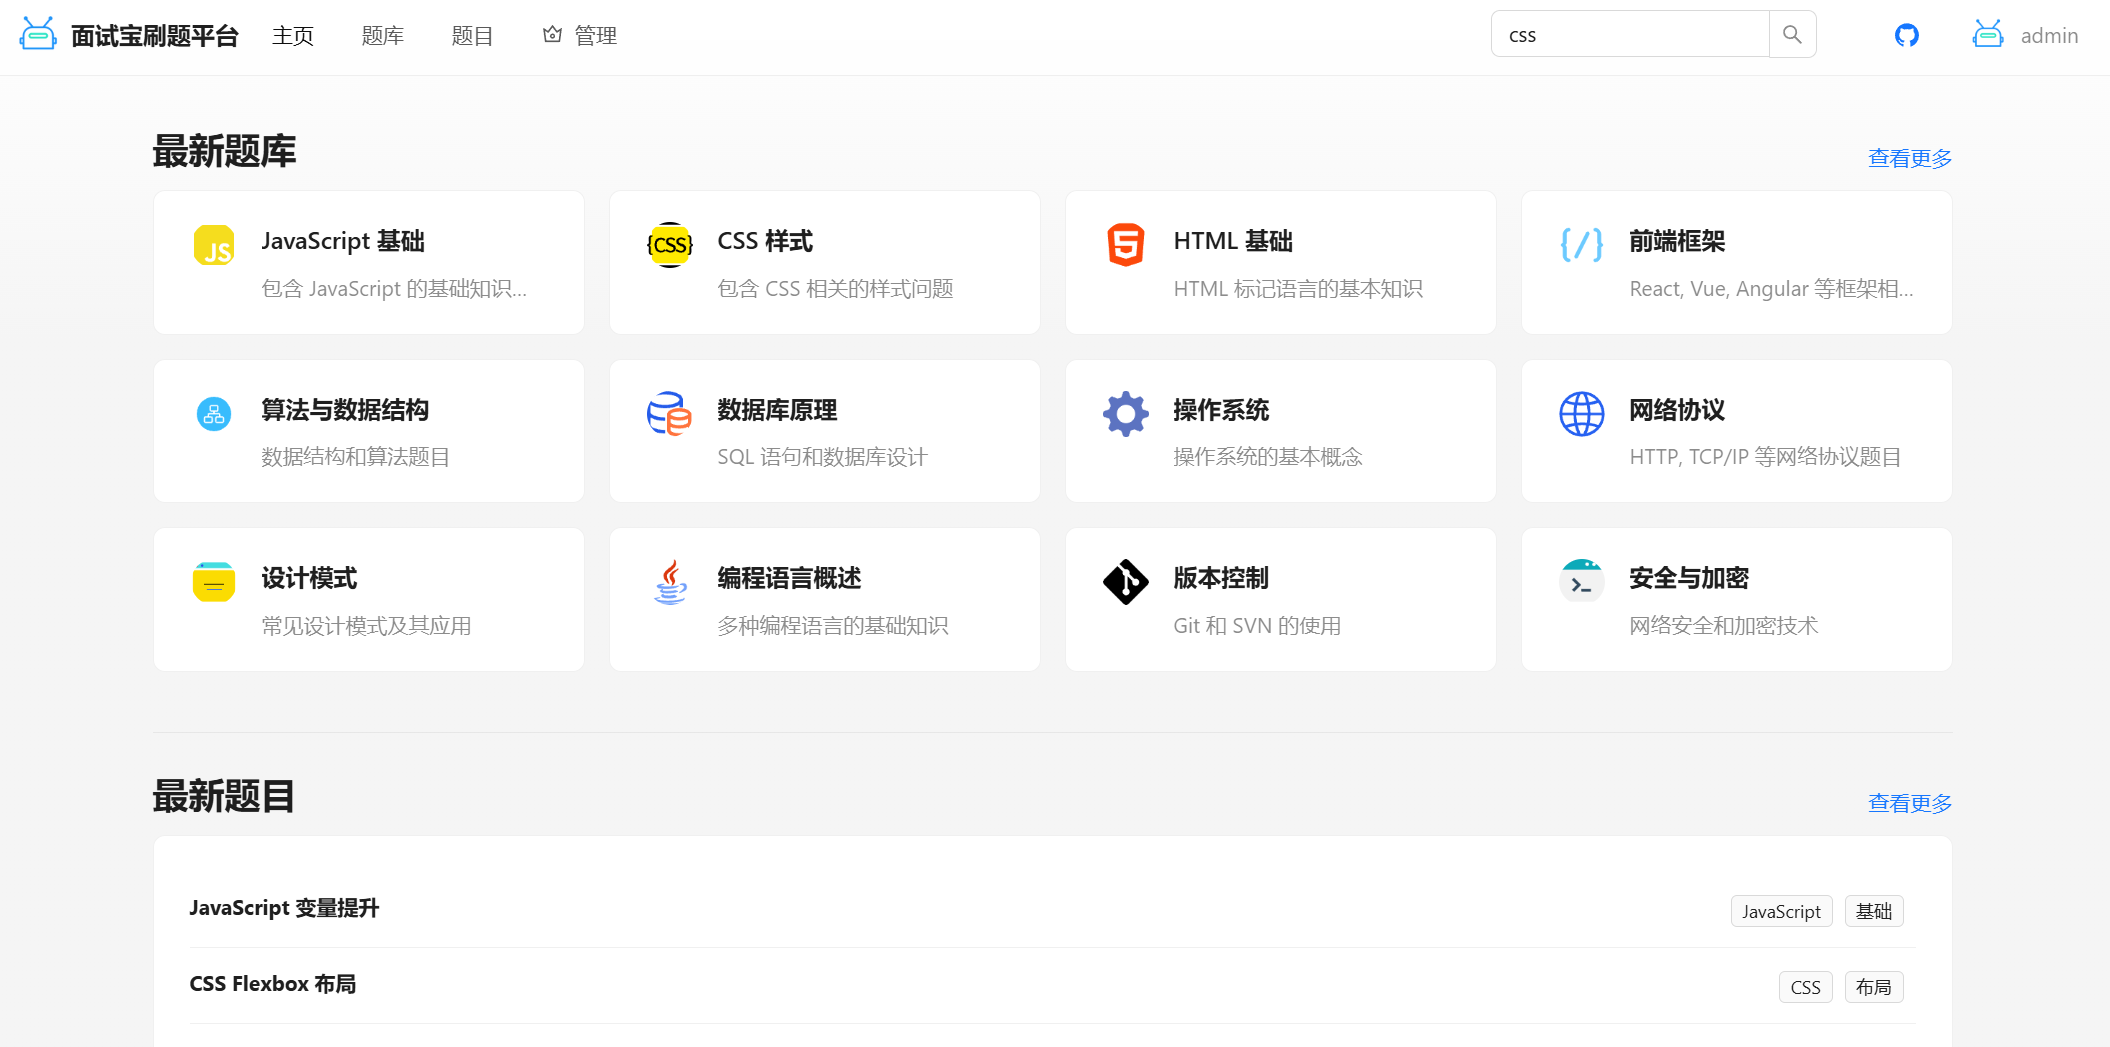 面试宝刷题平台 主页 题库 题目 管理 css admin
最新题库 查看更多
JS JavaScript 基础
包含 JavaScript 的基础知识...
{CSS} CSS 样式
包含 CSS 相关的样式问题
5 HTML 基础
HTML 标记语言的基本知识
{/} 前端框架
React, Vue, Angular 等框架相...
算法与数据结构
数据结构和算法题目
数据库原理
SQL 语句和数据库设计
操作系统
操作系统的基本概念
网络协议
HTTP, TCP/IP 等网络协议题目
设计模式
常见设计模式及其应用
编程语言概述
多种编程语言的基础知识
版本控制
Git 和 SVN 的使用
安全与加密
网络安全和加密技术
最新题目 查看更多
JavaScript 变量提升 JavaScript 基础
CSS Flexbox 布局 CSS 布局